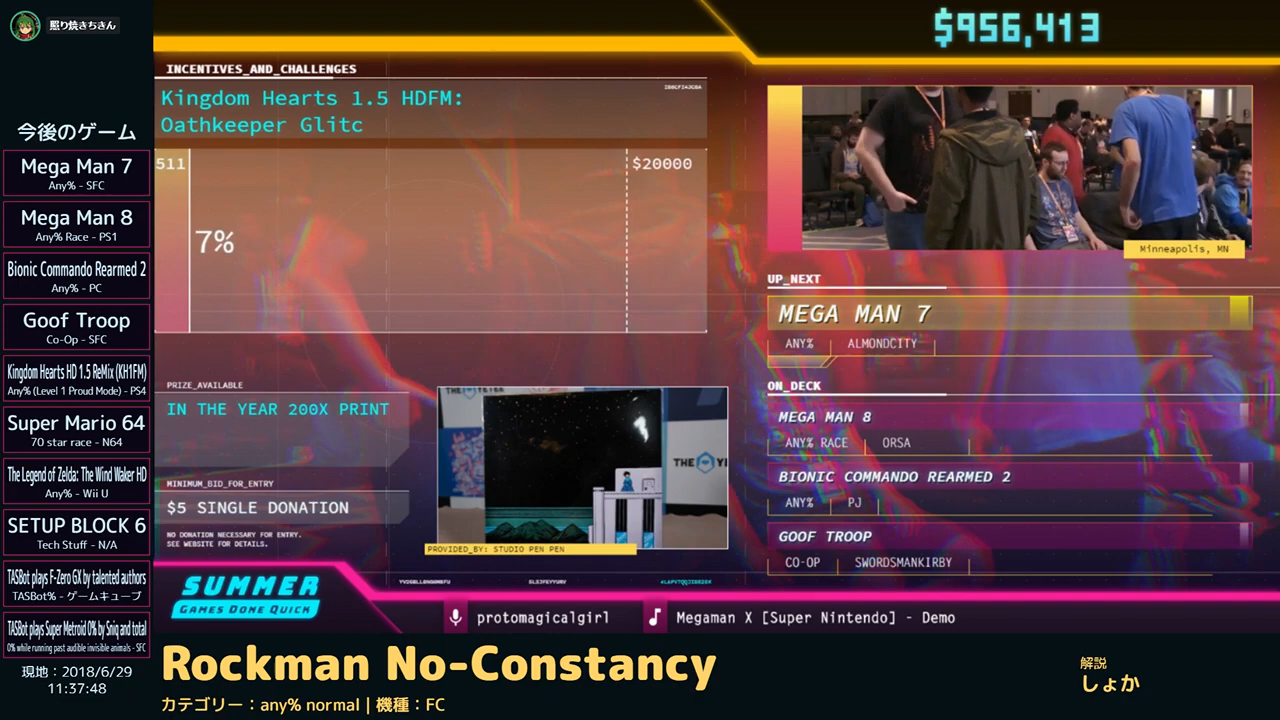 照り焼きちきん
今後のゲーム
Mega Man 7
Any% - SFC
Mega Man 8
Any% Race - PS1
Bionic Commando Rearmed 2
Any% - PC
Goof Troop
Co-Op - SFC
Kingdom Hearts HD 1.5 ReMix (KH1FM)
Any% (Level 1 Proud Mode) - PS4
Super Mario 64
70 star race - N64
The Legend of Zelda: The Wind Waker HD
Any% - Wii U
SETUP BLOCK 6
Tech Stuff - N/A
TASBot plays F-Zero GX by talented authors
TASBot% - ゲームキューブ
TASBot plays Super Metroid 0% by Sniq and total
0% while running past audible invisible animals - SFC
現地：2018/6/29
11:37:48
$956,413
INCENTIVES_AND_CHALLENGES
Kingdom Hearts 1.5 HDFM:
Oathkeeper Glitc
511
$20000
7%
Minneapolis, MN
UP_NEXT
MEGA MAN 7
ANY% ALMONDCITY
ON_DECK
MEGA MAN 8
ANY% RACE ORSA
BIONIC COMMANDO REARMED 2
ANY% PJ
GOOF TROOP
CO-OP SWORDSMANKIRBY
PRIZE_AVAILABLE
IN THE YEAR 200X PRINT
MINIMUM_BID_FOR_ENTRY
$5 SINGLE DONATION
NO DONATION NECESSARY FOR ENTRY.
SEE WEBSITE FOR DETAILS.
THE YE
PROVIDED_BY: STUDIO PEN PEN
SUMMER
GAMES DONE QUICK
protomagicalgirl
Megaman X [Super Nintendo] - Demo
Rockman No-Constancy
カテゴリー：any% normal | 機種：FC
解説
しょか